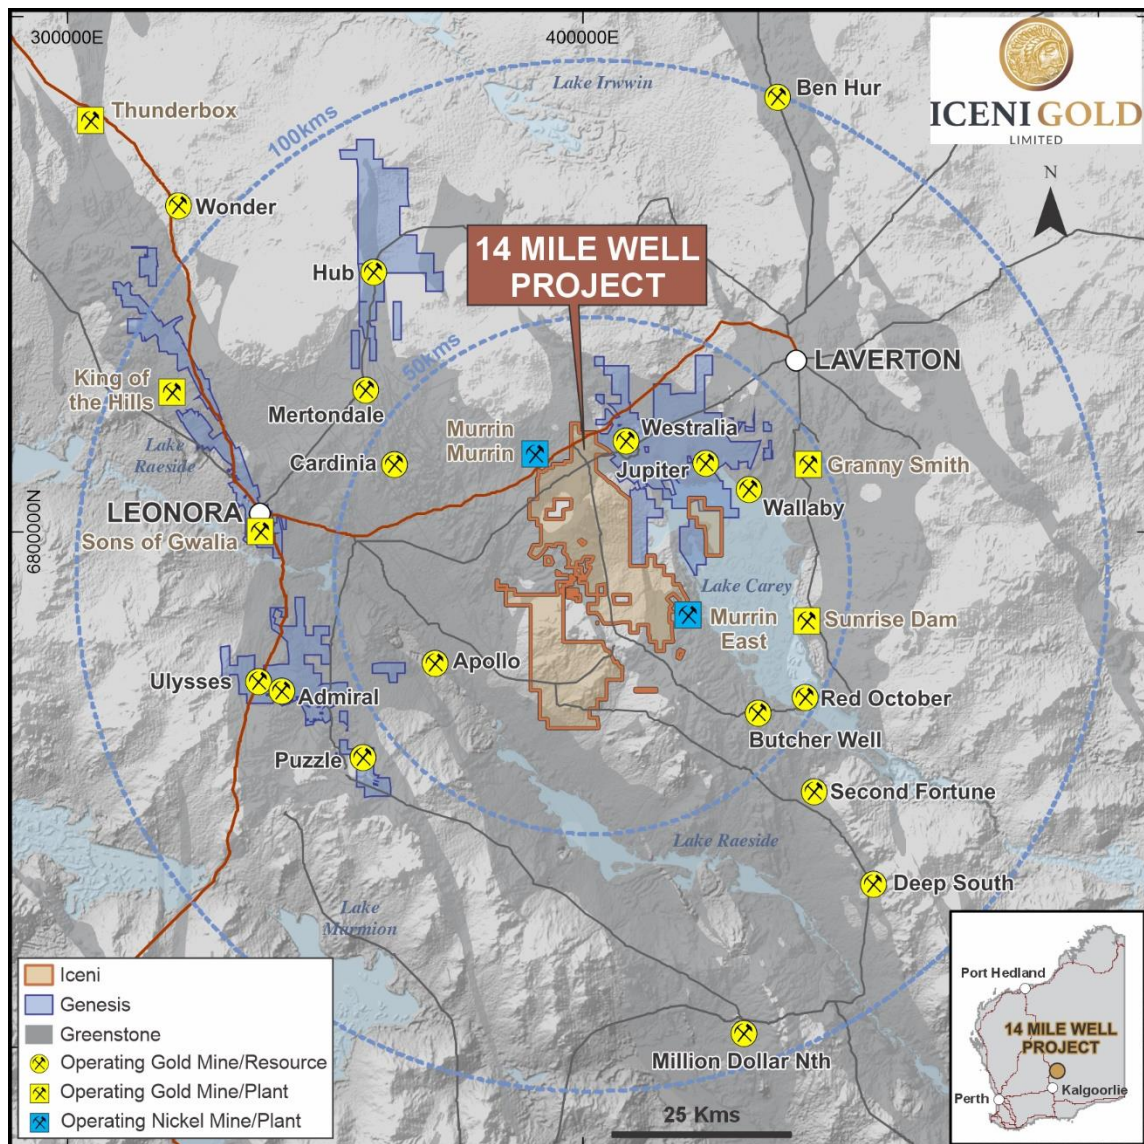 300000E
400000E
6800000N
ICENI GOLD
LIMITED
N
Lake Irwwin
Ben Hur
Thunderbox
100kms
Wonder
14 MILE WELL
PROJECT
Hub
50kms
LAVERTON
King of
the Hills
Mertondale
Murrin
Murrin
Westralia
Lake
Raeside
Cardinia
Jupiter
Granny Smith
Wallaby
LEONORA
Sons of Gwalia
Lake Carey
Murrin
East
Sunrise Dam
Apollo
Ulysses
Admiral
Red October
Butcher Well
Puzzle
Second Fortune
Lake Raeside
Deep South
Lake
Marmion
Million Dollar Nth
25 Kms
Iceni
Genesis
Greenstone
Operating Gold Mine/Resource
Operating Gold Mine/Plant
Operating Nickel Mine/Plant
Port Hedland
14 MILE WELL
PROJECT
Kalgoorlie
Perth